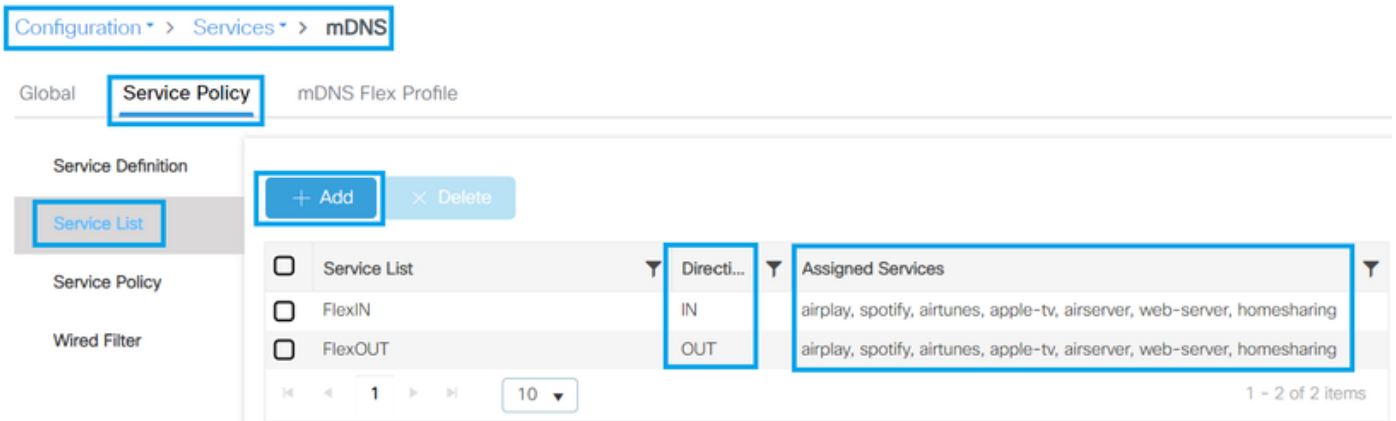 Configuration > Services > mDNS
Global Service Policy mDNS Flex Profile
Service Definition
+ Add × Delete
Service List
Service List Directi... Assigned Services
Service Policy
FlexIN IN airplay, spotify, airtunes, apple-tv, airserver, web-server, homesharing
Wired Filter
FlexOUT OUT airplay, spotify, airtunes, apple-tv, airserver, web-server, homesharing
1 10 1 - 2 of 2 items